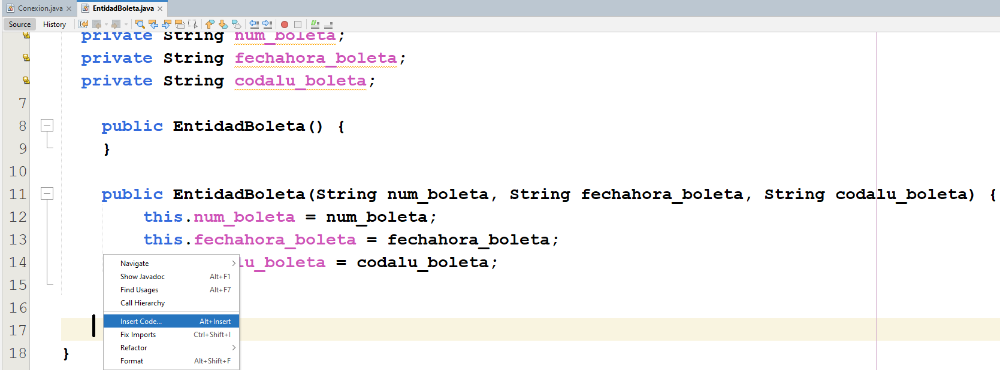 Conexion.java EntidadBoleta.java
Source History
private String num_boleta;
private String fechahora_boleta;
private String codalu_boleta;
7
8 public EntidadBoleta() {
9 }
10
11 public EntidadBoleta(String num_boleta, String fechahora_boleta, String codalu_boleta) {
12 this.num_boleta = num_boleta;
13 this.fechahora_boleta = fechahora_boleta;
14 lu_boleta = codalu_boleta;
15
16
17
18 }
Navigate
Show Javadoc Alt+F1
Find Usages Alt+F7
Call Hierarchy
Insert Code... Alt+Insert
Fix Imports Ctrl+Shift+I
Refactor
Format Alt+Shift+F